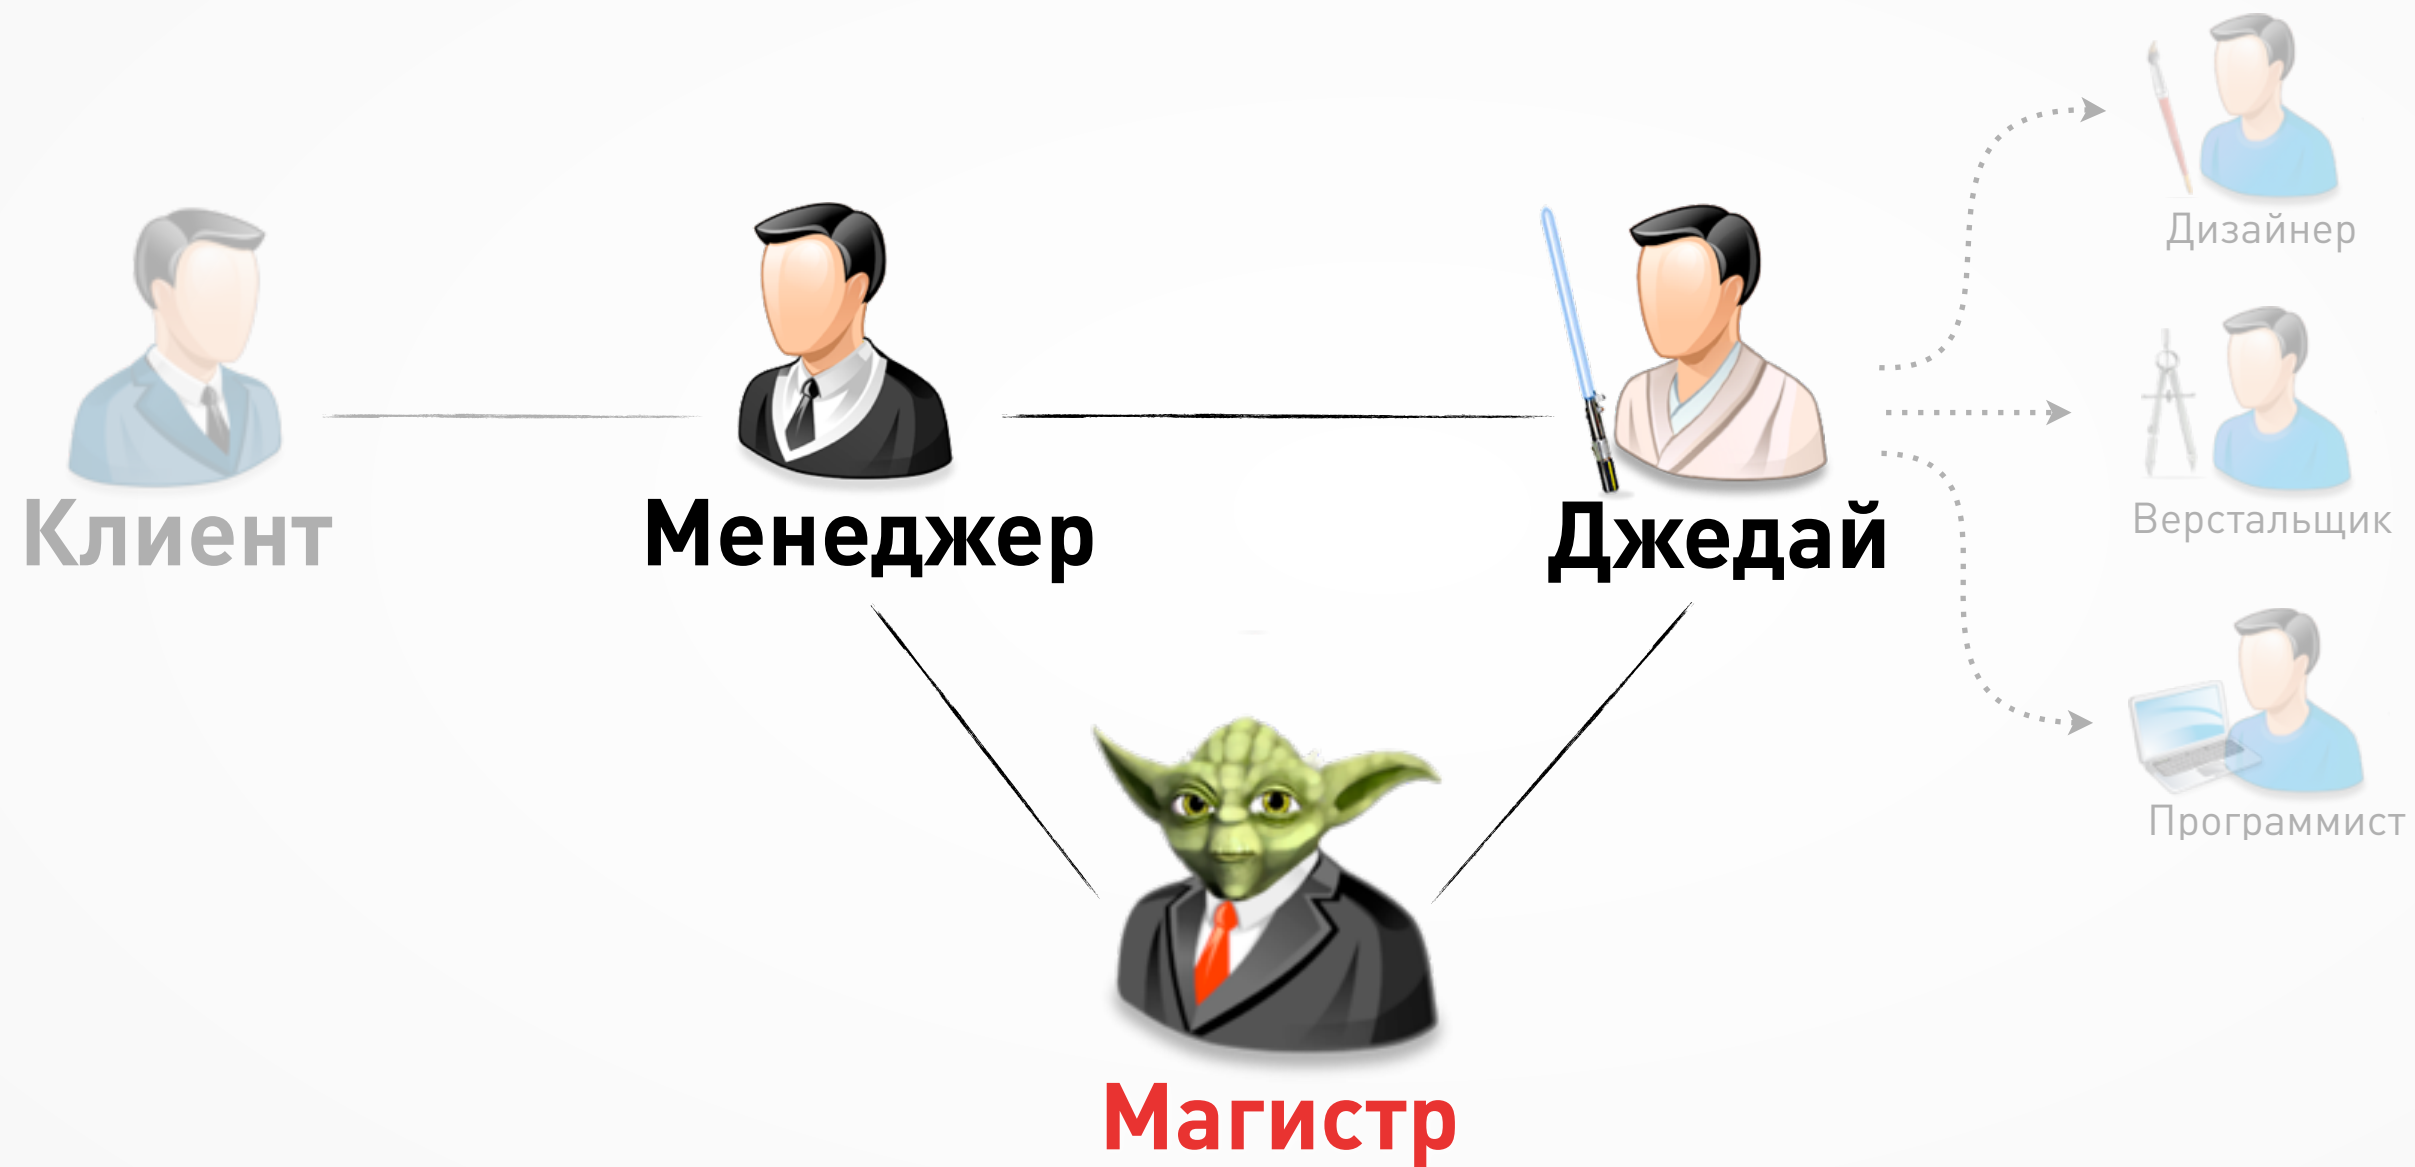 Дизайнер
Клиент
Менеджер
Джедай
Верстальщик
Программист
Магистр